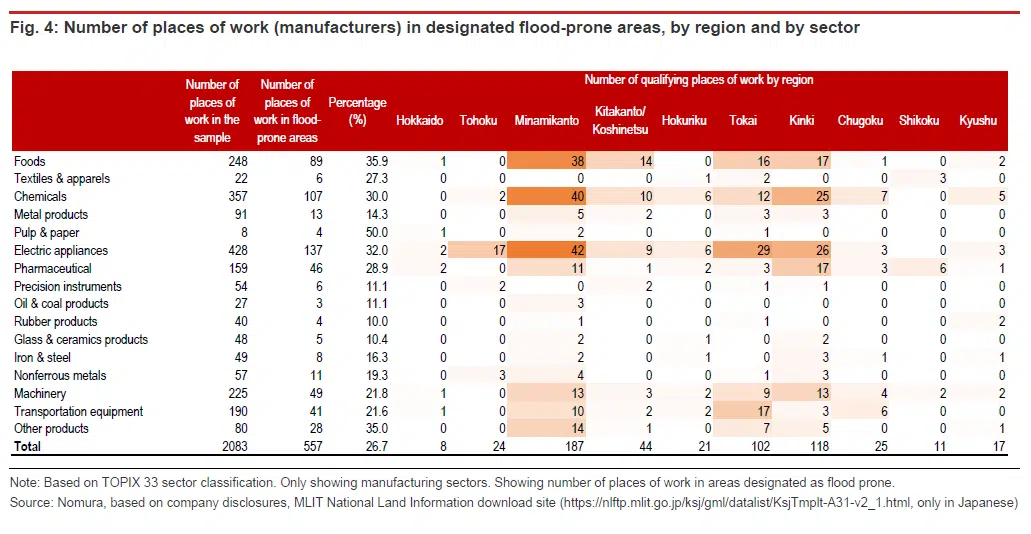 Fig. 4: Number of places of work (manufacturers) in designated flood-prone areas, by region and by sector
Number of places of work in the sample Number of places of work in flood-prone areas Percentage (%) Number of qualifying places of work by region
Hokkaido Tohoku Minamikanto Kitakanto/Koshinetsu Hokuriku Tokai Kinki Chugoku Shikoku Kyushu
Foods 248 89 35.9 1 0 38 14 0 16 17 1 0 2
Textiles & apparels 22 6 27.3 0 0 0 0 1 2 0 0 3 0
Chemicals 357 107 30.0 0 2 40 10 6 12 25 7 0 5
Metal products 91 13 14.3 0 0 5 2 0 3 3 0 0 0
Pulp & paper 8 4 50.0 1 0 2 0 0 1 0 0 0 0
Electric appliances 428 137 32.0 2 17 42 9 6 29 26 3 0 3
Pharmaceutical 159 46 28.9 2 0 11 1 2 3 17 3 6 1
Precision instruments 54 6 11.1 0 2 0 2 0 1 1 0 0 0
Oil & coal products 27 3 11.1 0 0 3 0 0 0 0 0 0 0
Rubber products 40 4 10.0 0 0 1 0 0 1 0 0 0 2
Glass & ceramics products 48 5 10.4 0 0 2 0 1 0 2 0 0 0
Iron & steel 49 8 16.3 0 0 2 0 1 0 3 1 0 1
Nonferrous metals 57 11 19.3 0 3 4 0 0 1 3 0 0 0
Machinery 225 49 21.8 1 0 13 3 2 9 13 4 2 2
Transportation equipment 190 41 21.6 1 0 10 2 2 17 3 6 0 0
Other products 80 28 35.0 0 0 14 1 0 7 5 0 0 1
Total 2083 557 26.7 8 24 187 44 21 102 118 25 11 17
Note: Based on TOPIX 33 sector classification. Only showing manufacturing sectors. Showing number of places of work in areas designated as flood prone.
Source: Nomura, based on company disclosures, MLIT National Land Information download site (https://nlftp.mlit.go.jp/ksj/gml/datalist/KsjTmplt-A31-v2_1.html, only in Japanese)